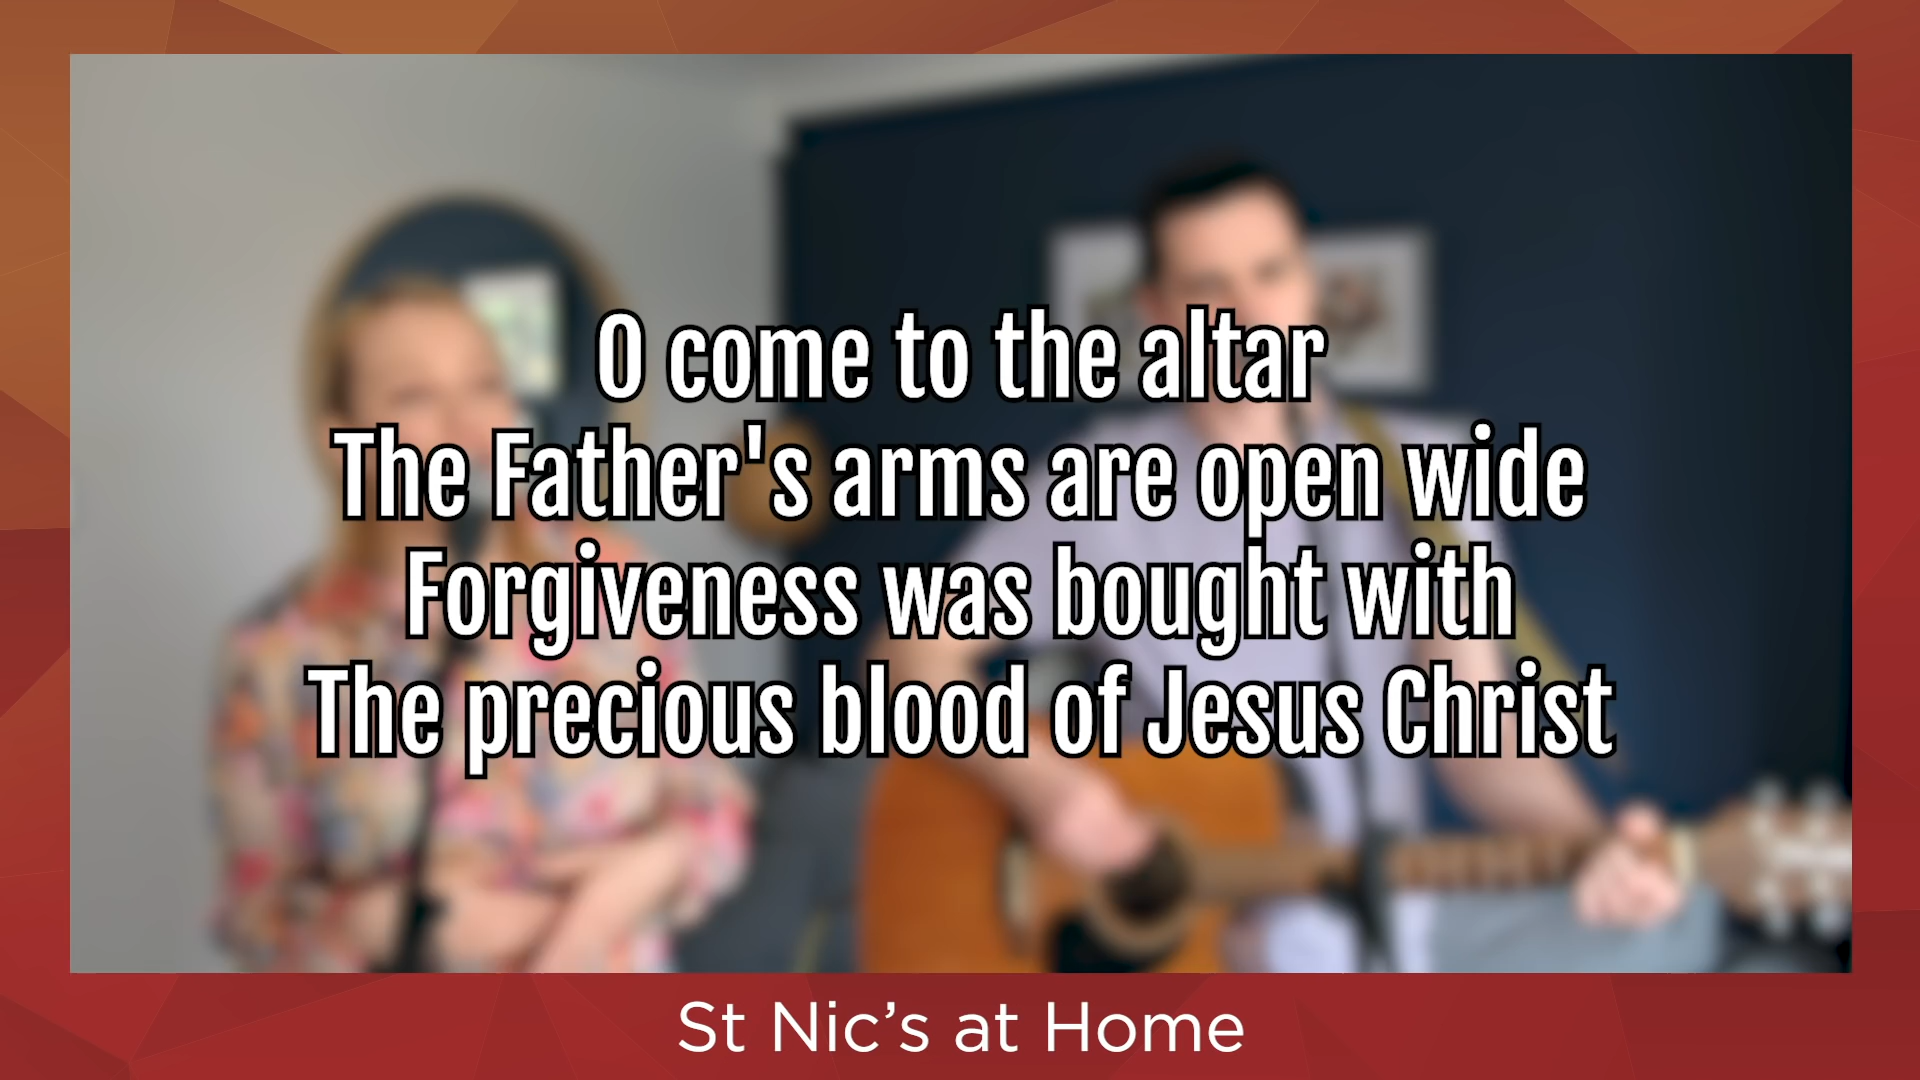 O come to the altar
The Father's arms are open wide
Forgiveness was bought with
The precious blood of Jesus Christ
St Nic’s at Home